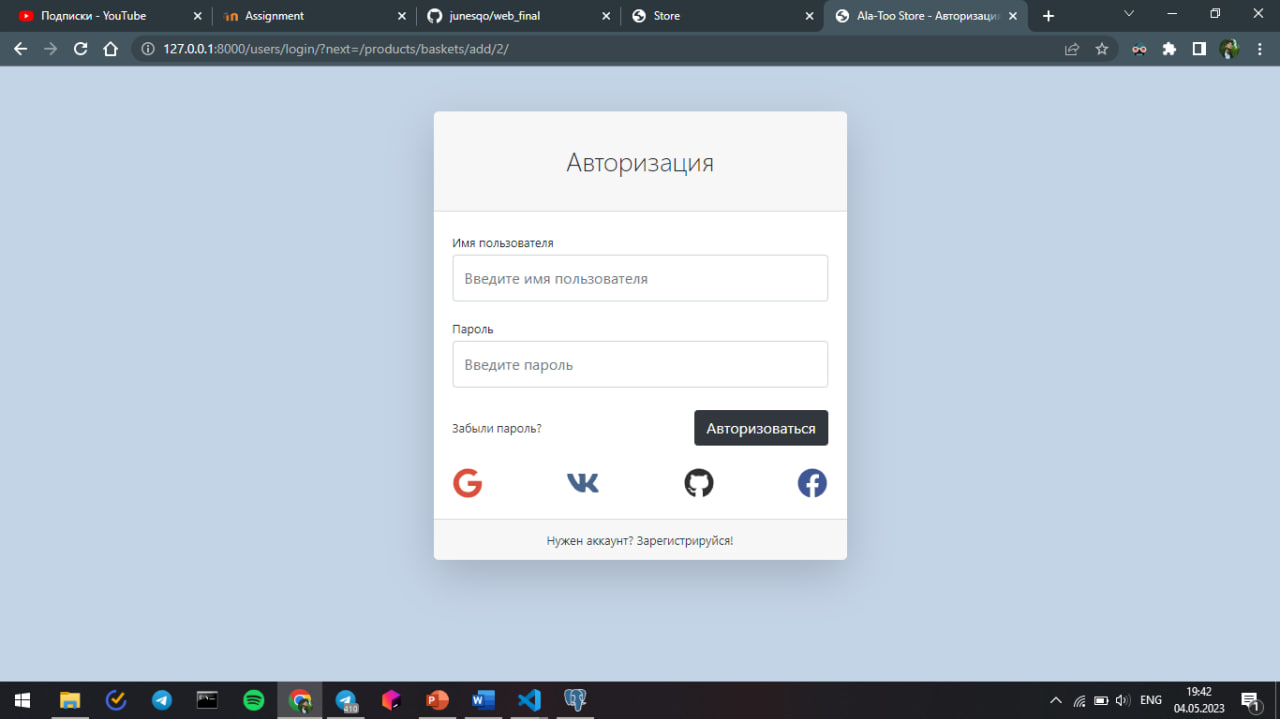 Подписки - YouTube
Assignment
junesqo/web_final
Store
Ala-Too Store - Авторизация
127.0.0.1:8000/users/login/?next=/products/baskets/add/2/
Авторизация
Имя пользователя
Введите имя пользователя
Пароль
Введите пароль
Забыли пароль?
Авторизоваться
Нужен аккаунт? Зарегистрируйся!
410
ENG
19:42
04.05.2023
1